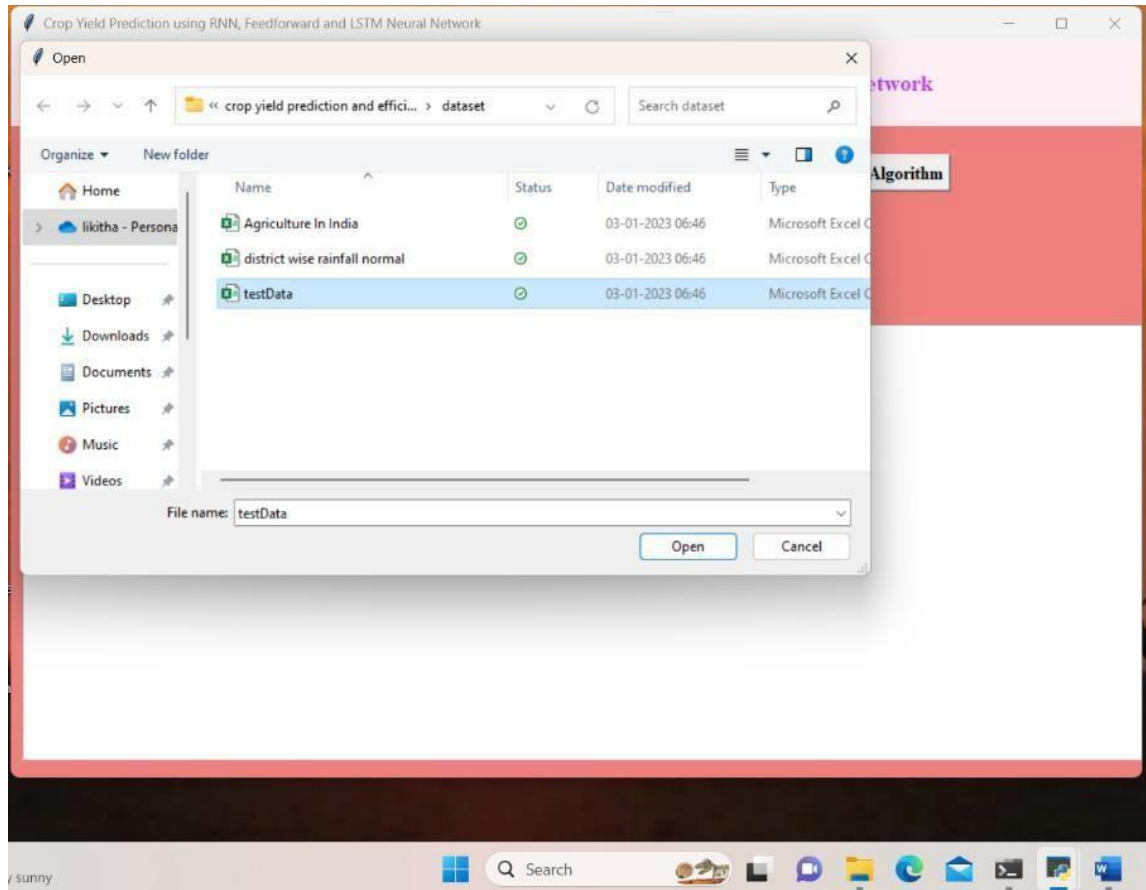 Crop Yield Prediction using RNN, Feedforward and LSTM Neural Network
Open
etwork
« crop yield prediction and effici... › dataset
Search dataset
Organize
New folder
Algorithm
Name
Status
Date modified
Type
Home
likitha - Persona
Agriculture In India
03-01-2023 06:46
Microsoft Excel C
district wise rainfall normal
03-01-2023 06:46
Microsoft Excel C
testData
03-01-2023 06:46
Microsoft Excel C
Desktop
Downloads
Documents
Pictures
Music
Videos
File name: testData
Open
Cancel
Search
sunny